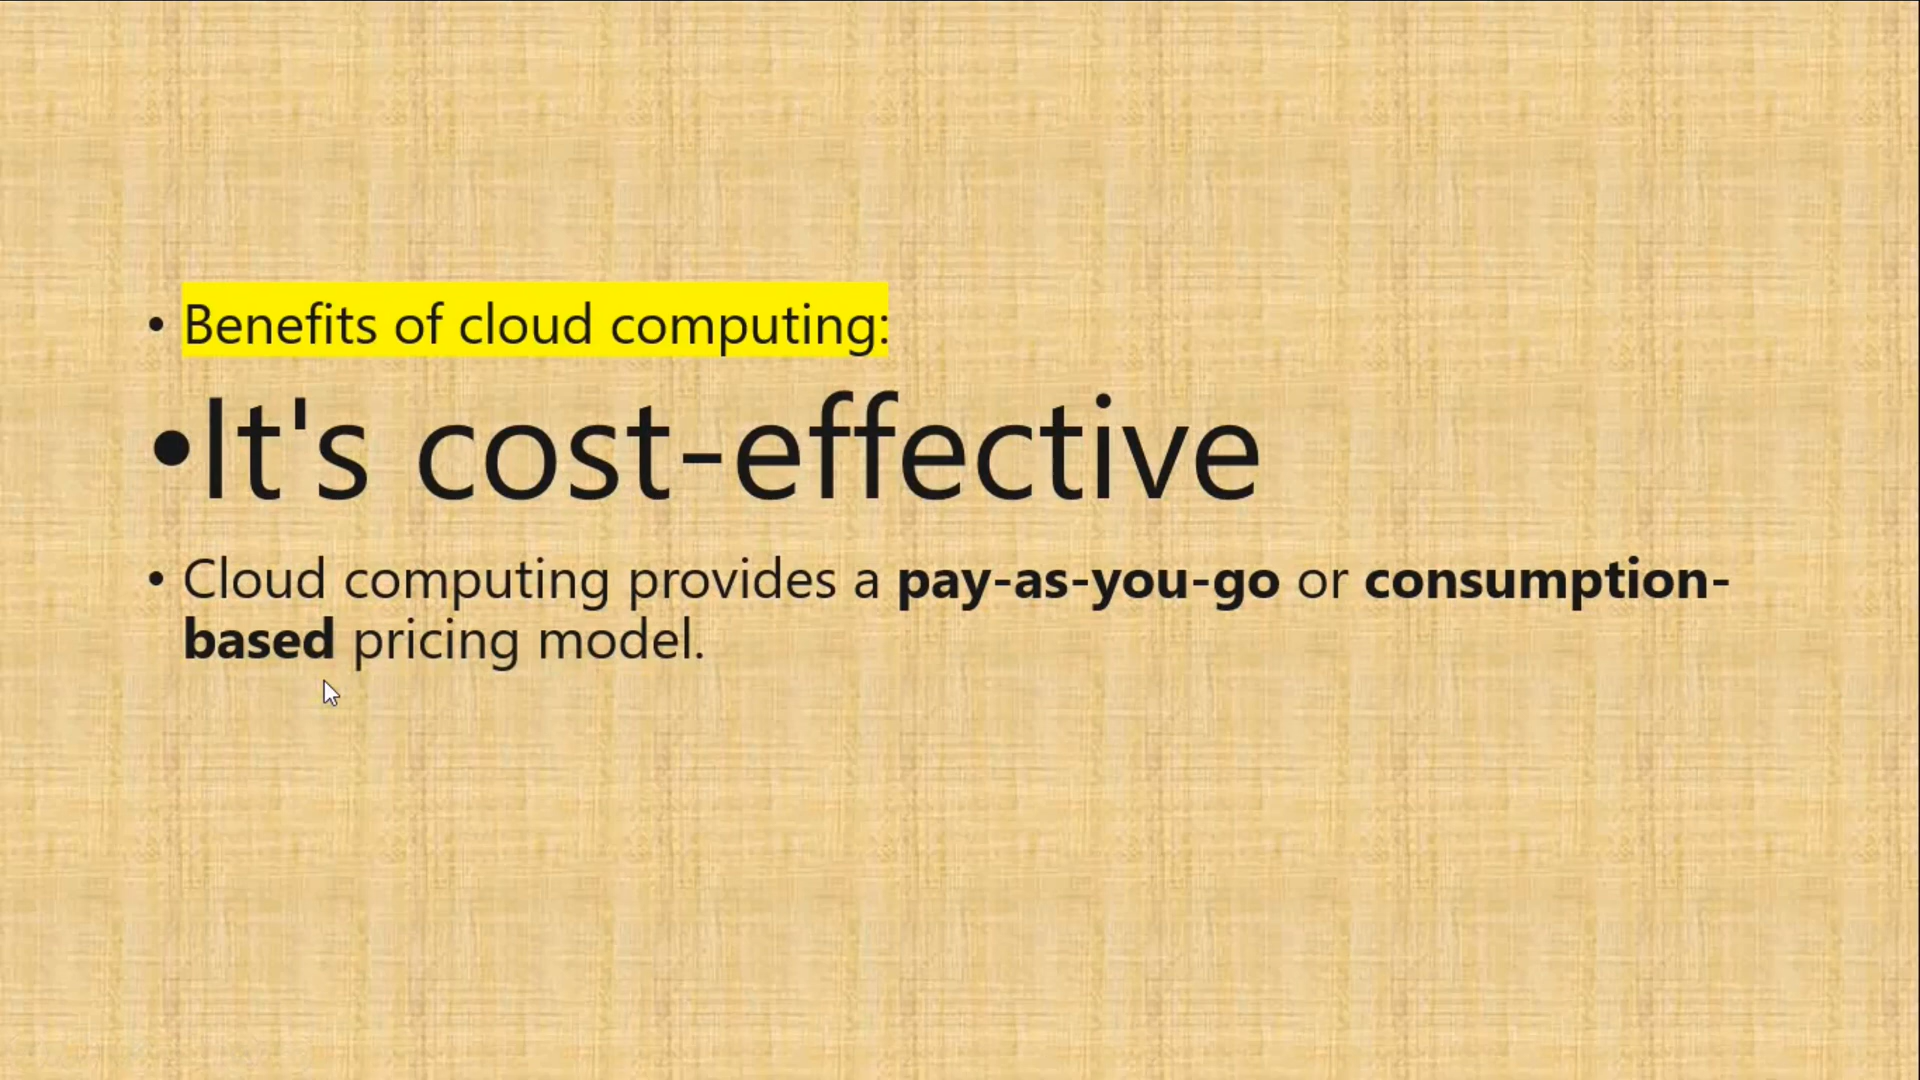 • Benefits of cloud computing:
•It's cost-effective
• Cloud computing provides a pay-as-you-go or consumption-
based pricing model.